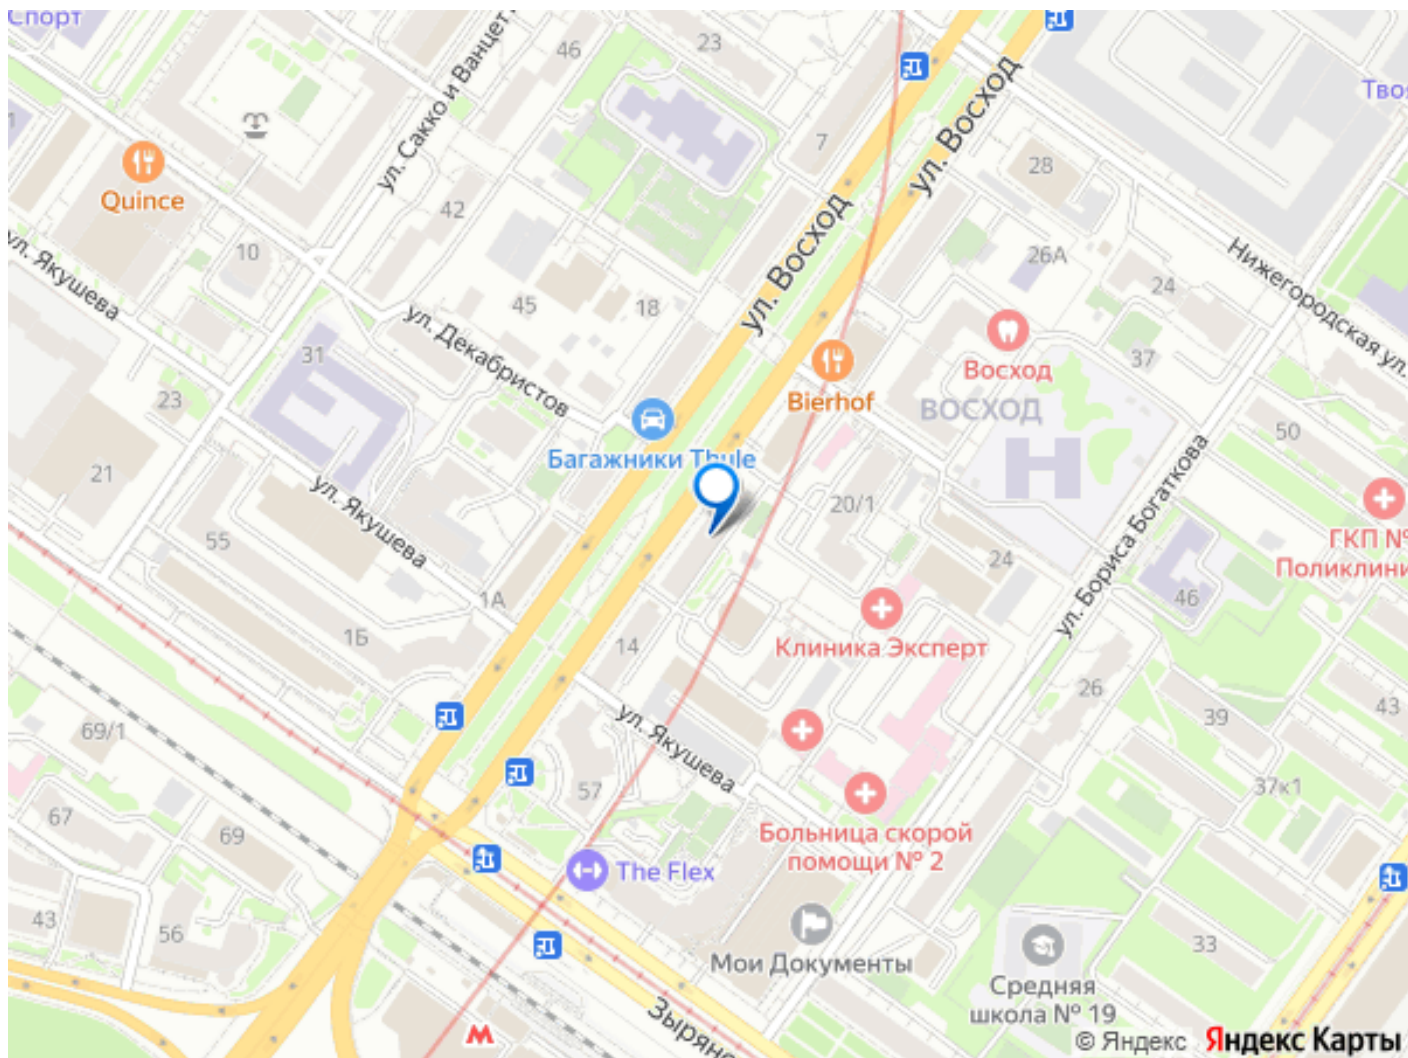 Спорт
46
23
ул. Сакко и Ванцет
Quince
42
7
ул. Восход
ул. Восход
28
Твоя
ул. Якушева
10
45
18
ул. Восход
26А
24
Нижегородская ул.
31
ул. Декабристов
Bierhof
Восход
ВОСХОД
37
23
21
Багажники Thule
50
ул. Якушева
55
20/1
24
ул. Бориса Богаткова
ГКП №
Поликлини
46
1А
1Б
14
Клиника Эксперт
26
39
43
69/1
ул. Якушева
57
37к1
67
69
Больница скорой
помощи № 2
The Flex
43
56
Мои Документы
33
Средняя
школа № 19
Зырян
© Яндекс Яндекс Карты